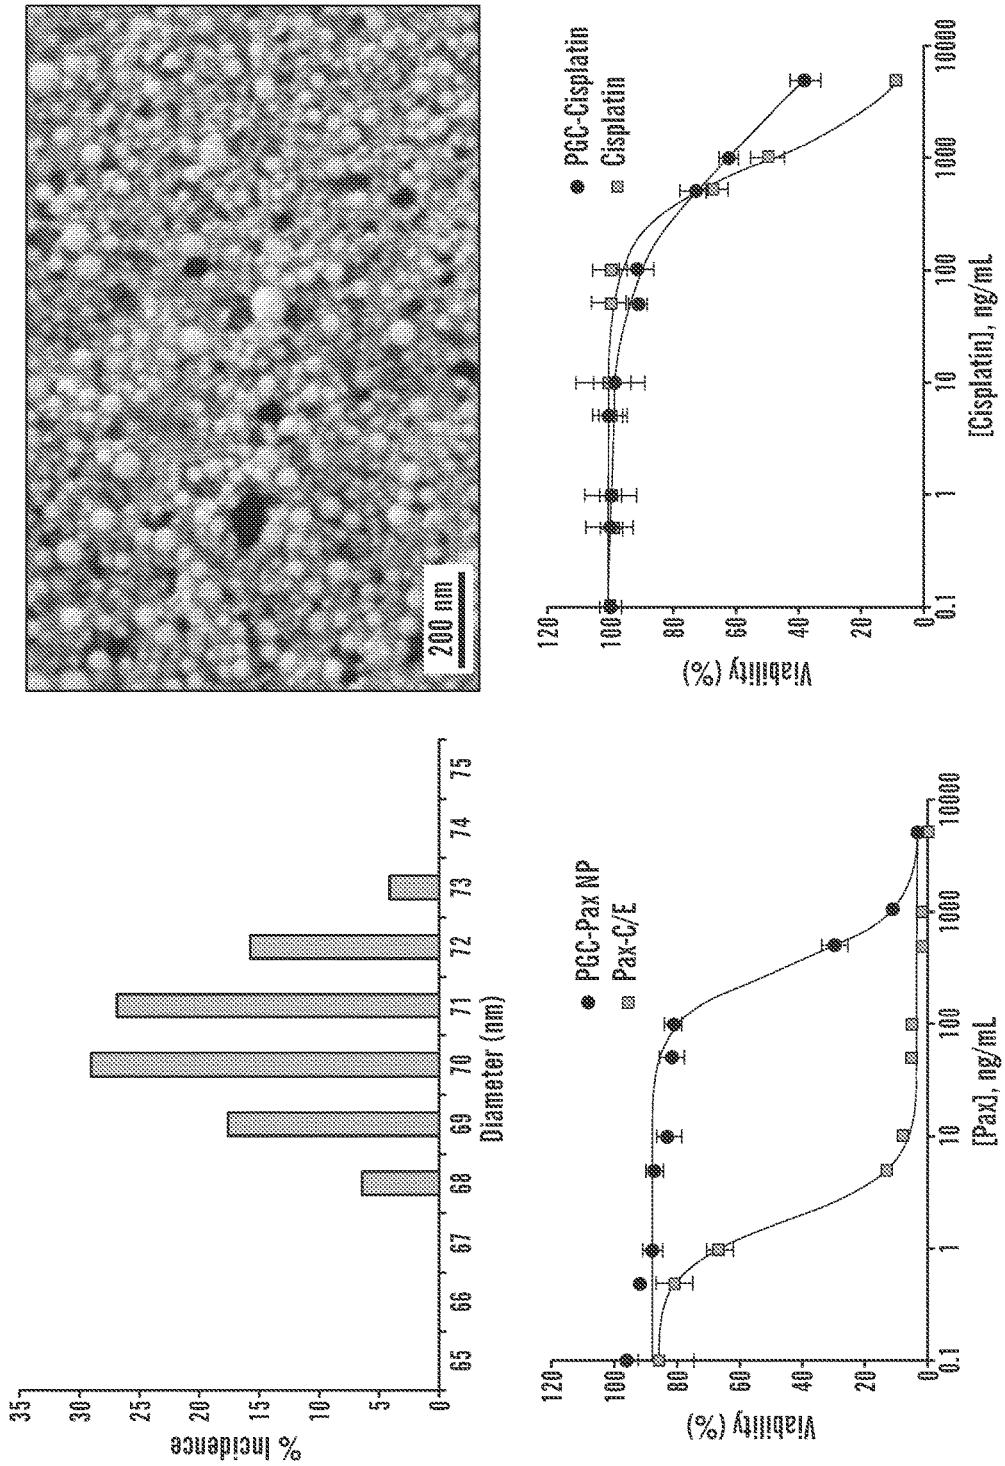 35
30
25
20
15
10
5
0
% Incidence
65 66 67 68 69 70 71 72 73 74 75
Diameter (nm)
200 nm
120
100
80
60
40
20
0
Viability (%)
PGC-Pax NP
Pax-C/E
0.1 1 10 100 1000 10000
[Pax], ng/mL
120
100
80
60
40
20
Viability (%)
PGC-Cisplatin
Cisplatin
0.1 1 10 100 1000 10000
[Cisplatin], ng/mL